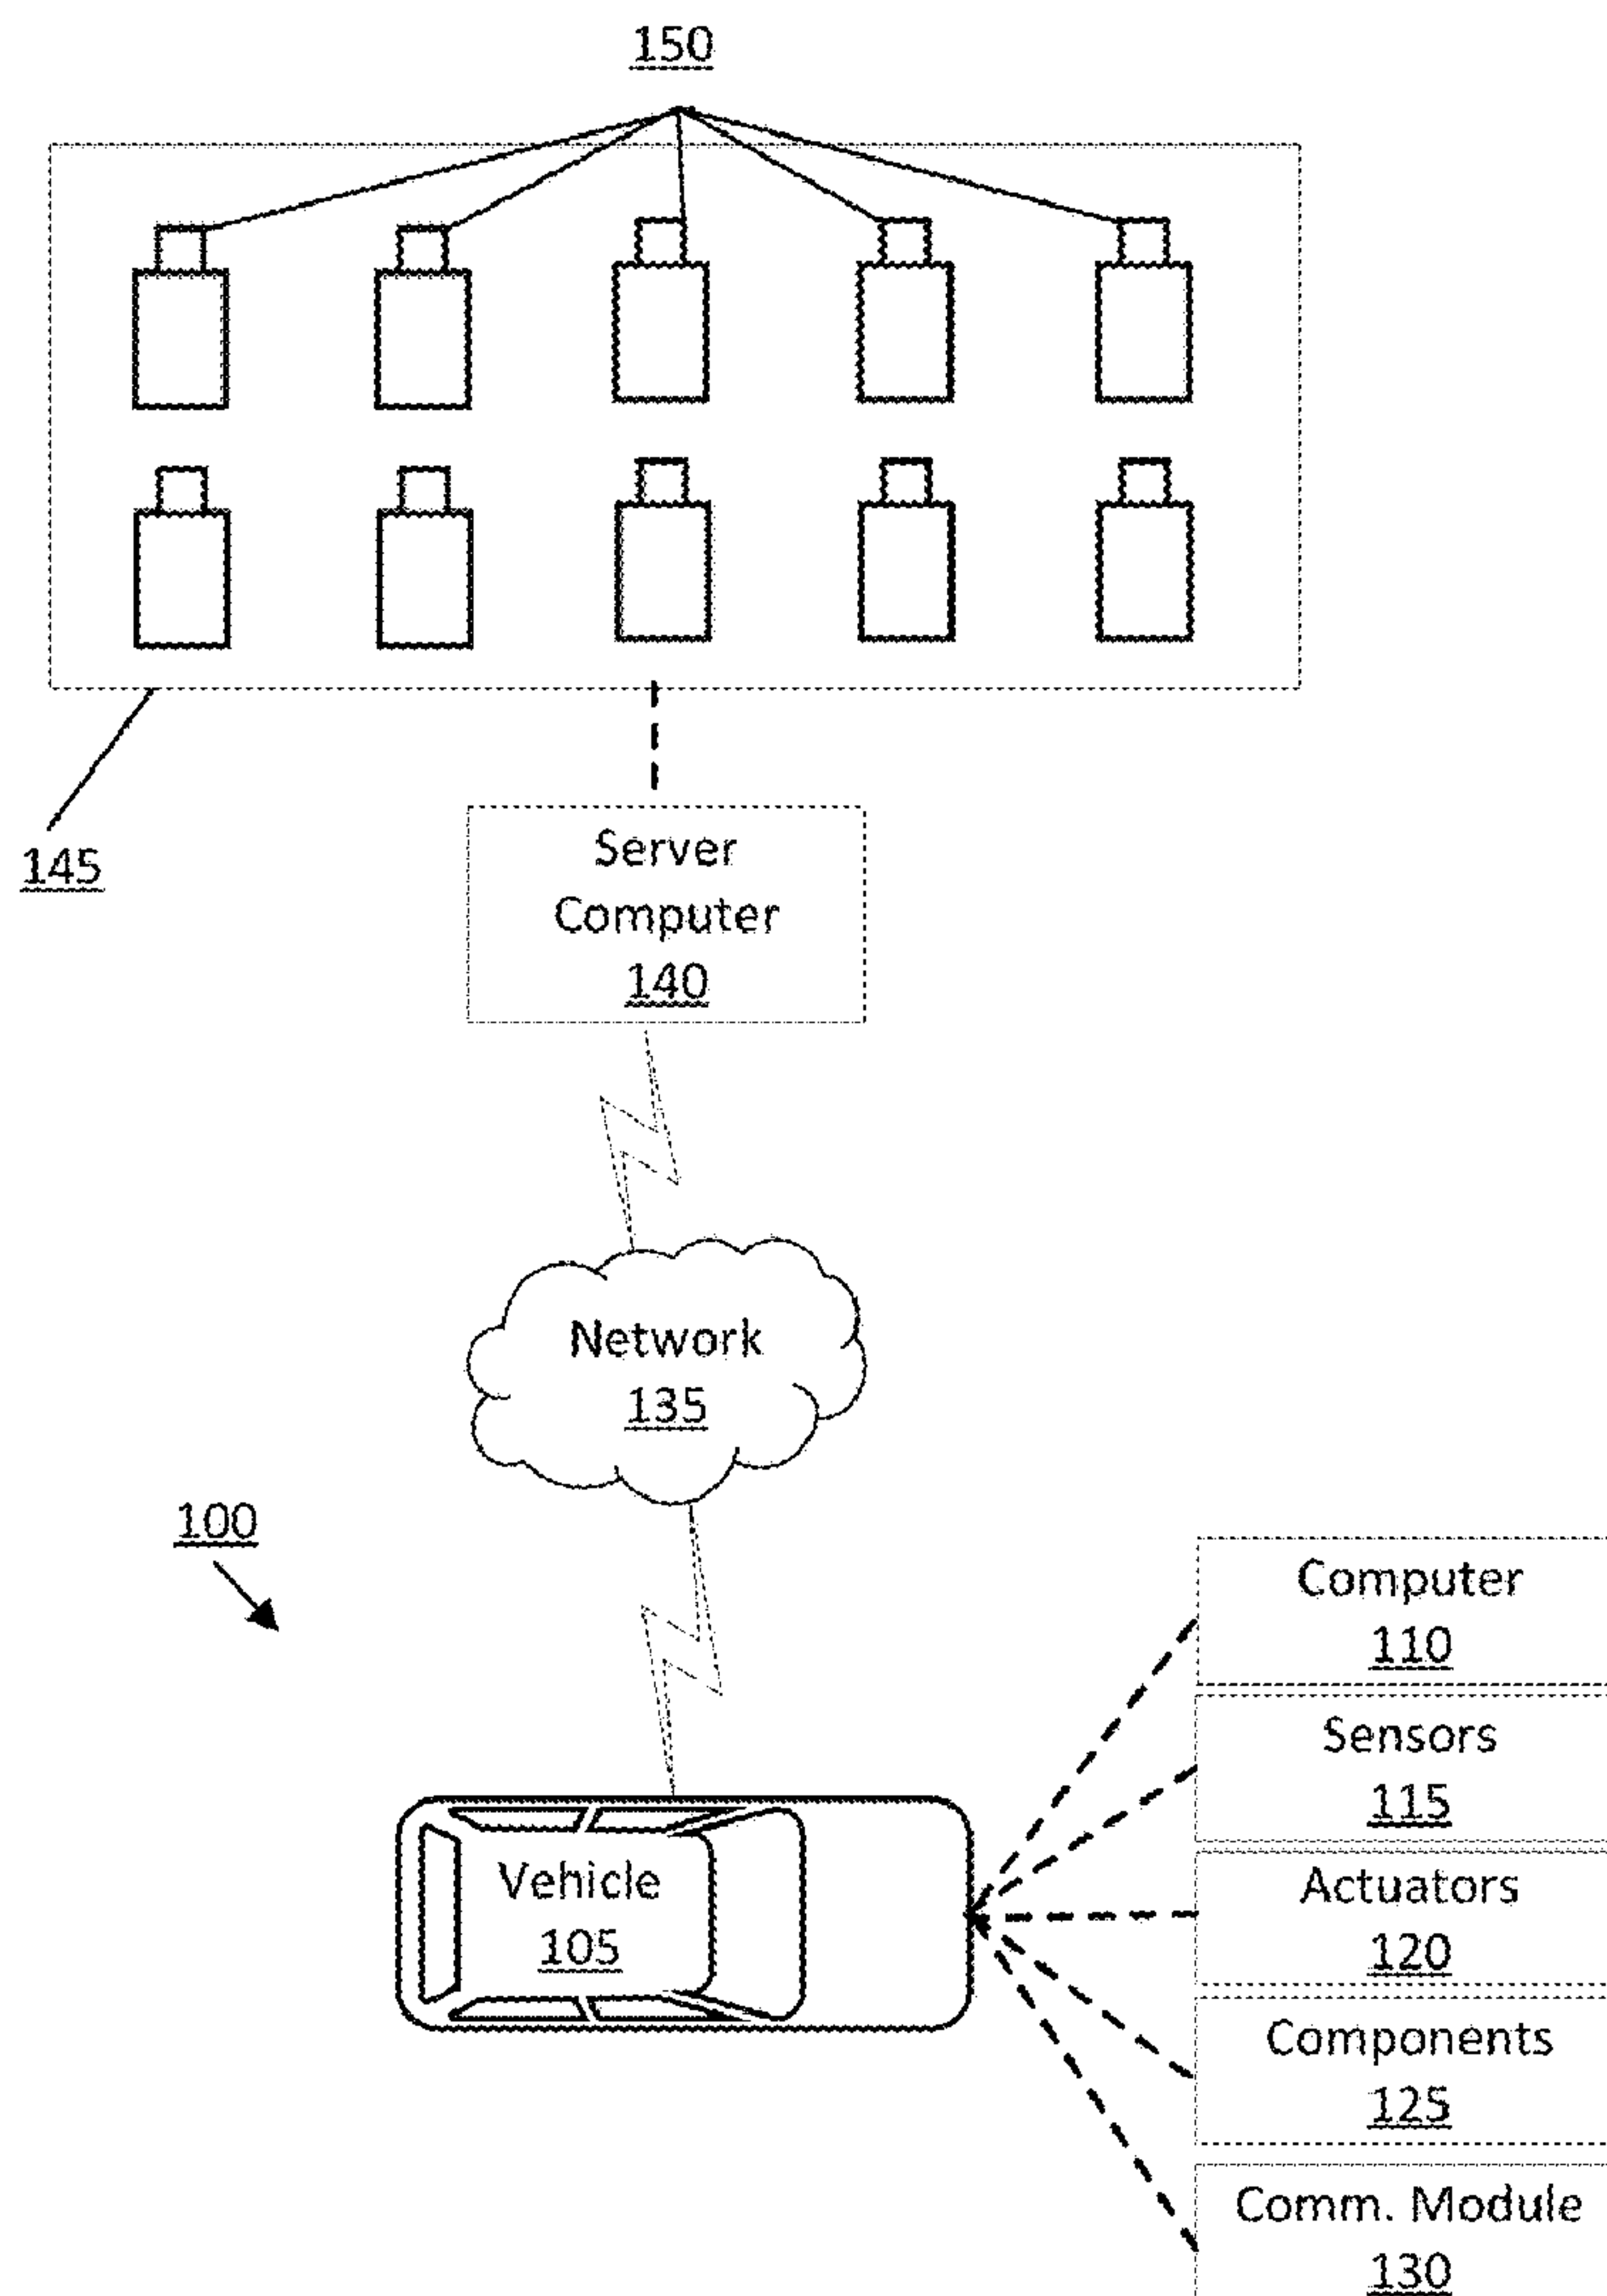 150
145
Server
Computer
140
Network
135
100
Vehicle
105
Computer
110
Sensors
115
Actuators
120
Components
125
Comm. Module
130